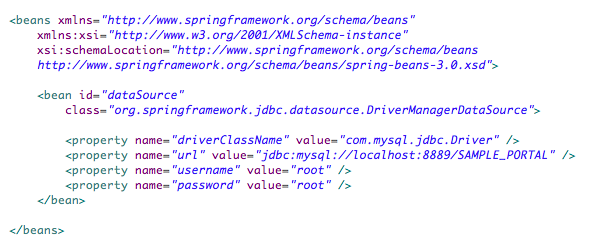 <beans xmlns="http://www.springframework.org/schema/beans"
xmlns:xsi="http://www.w3.org/2001/XMLSchema-instance"
xsi:schemaLocation="http://www.springframework.org/schema/beans
http://www.springframework.org/schema/beans/spring-beans-3.0.xsd">
<bean id="dataSource"
class="org.springframework.jdbc.datasource.DriverManagerDataSource">
<property name="driverClassName" value="com.mysql.jdbc.Driver" />
<property name="url" value="jdbc:mysql://localhost:8889/SAMPLE_PORTAL" />
<property name="username" value="root" />
<property name="password" value="root" />
</bean>
</beans>